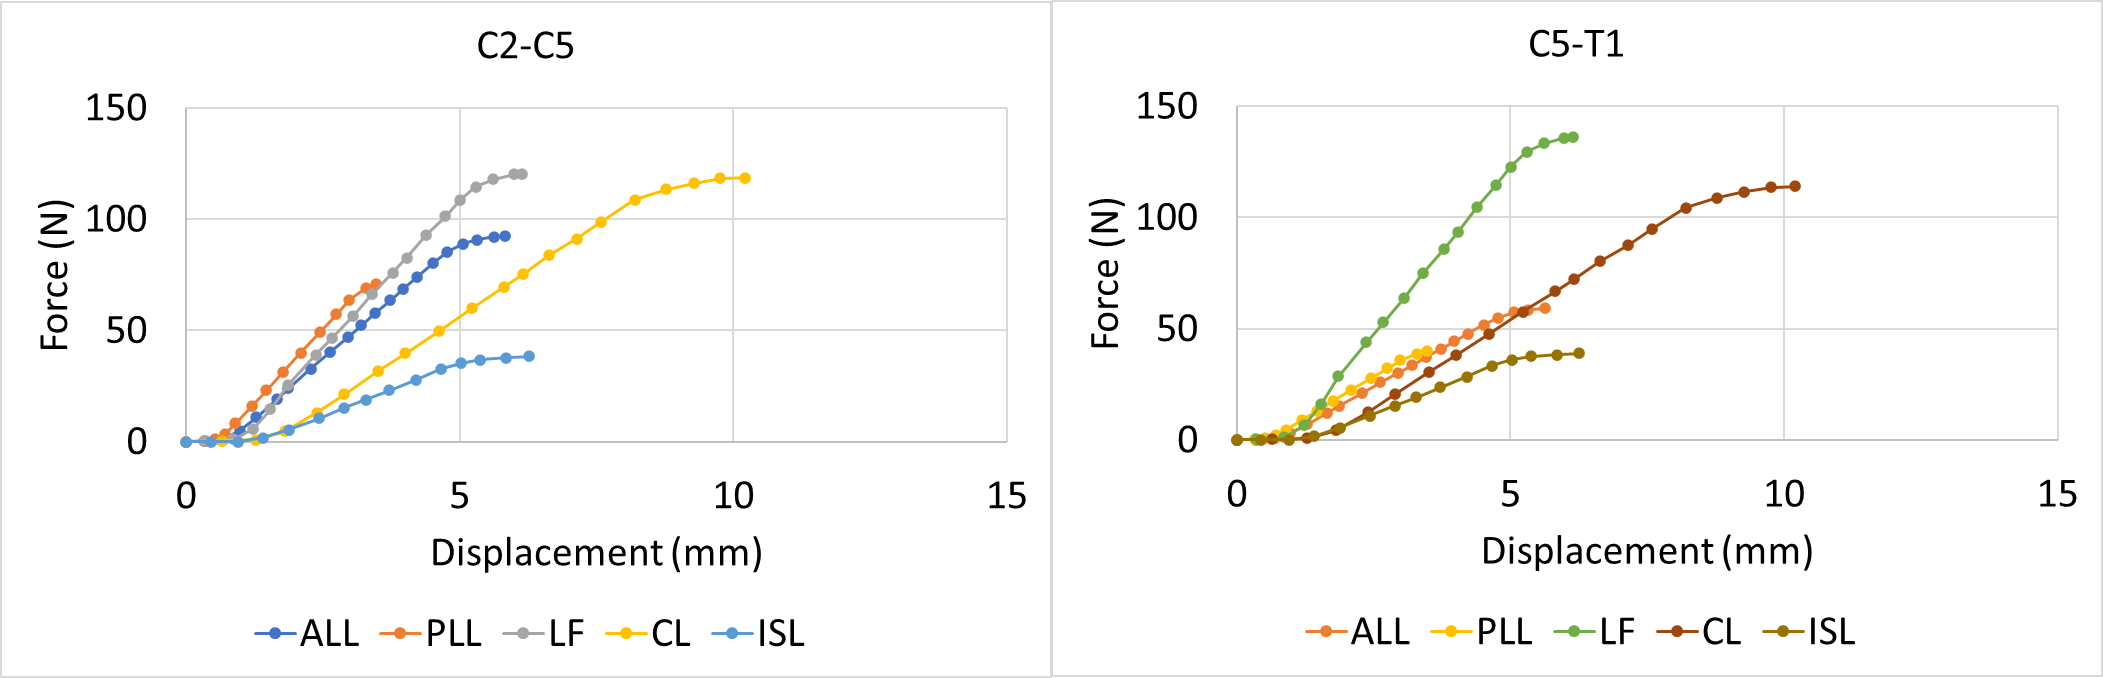 C2-C5
150
100
50
0
Force (N)
0 5 10 15
Displacement (mm)
ALL PLL LF CL ISL
C5-T1
150
100
50
0
Force (N)
0 5 10 15
Displacement (mm)
ALL PLL LF CL ISL